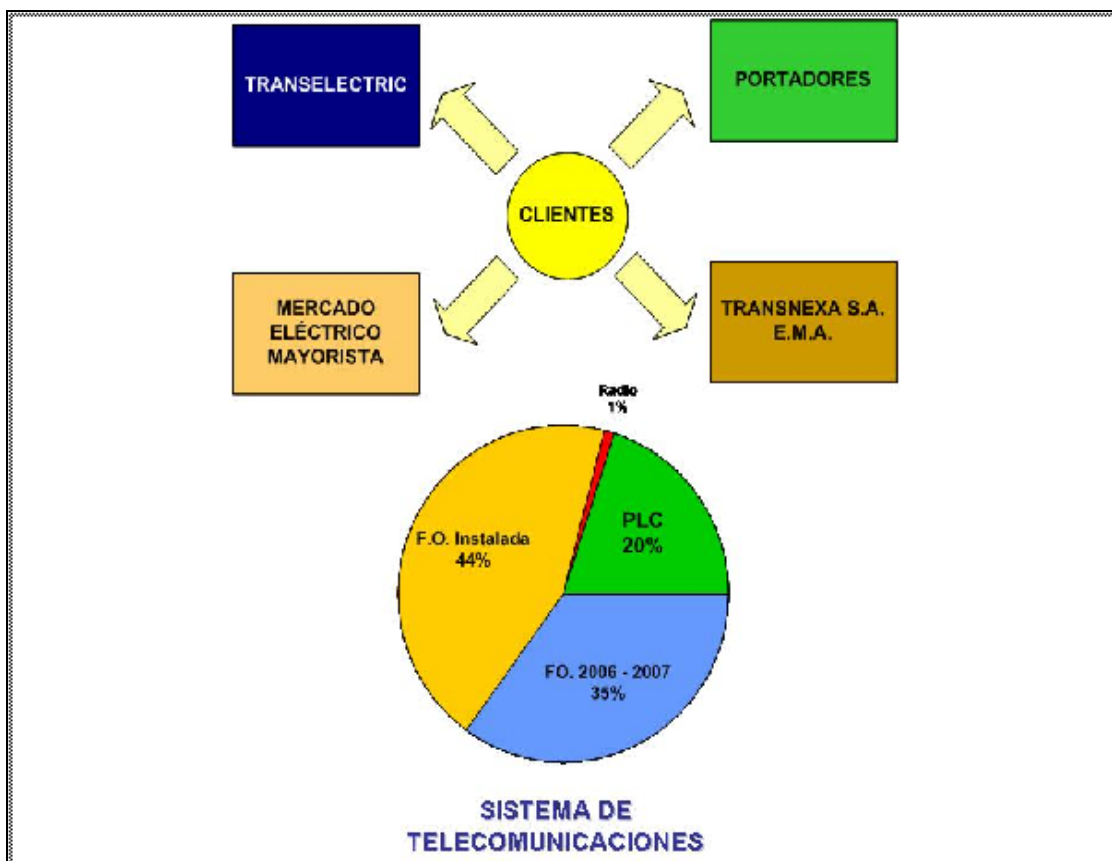 TRANSELECTRIC
PORTADORES
CLIENTES
MERCADO
ELÉCTRICO
MAYORISTA
TRANSNEXA S.A.
E.M.A.
Radio
1%
PLC
20%
F.O. Instalada
44%
FO. 2006 - 2007
35%
SISTEMA DE
TELECOMUNICACIONES